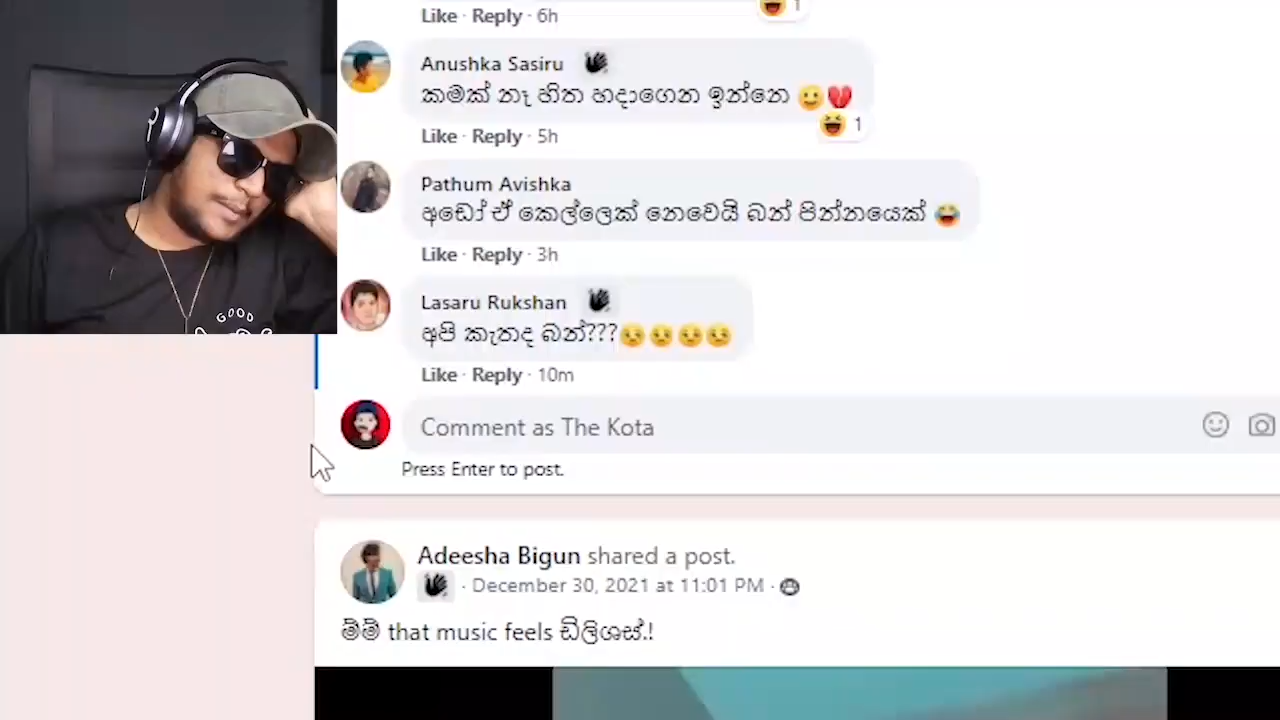 Like · Reply · 6h
1
Anushka Sasiru
කමක් නෑ හිත හදාගෙන ඉන්නෙ
1
Like · Reply · 5h
Pathum Avishka
අඩෝ ඒ කෙල්ලෙක් නෙවෙයි බන් පින්නයෙක්
Like · Reply · 3h
Lasaru Rukshan
අපි කැතද බන්???
Like · Reply · 10m
GOOD
Comment as The Kota
Press Enter to post.
Adeesha Bigun shared a post.
· December 30, 2021 at 11:01 PM ·
ම්ම් that music feels ඩිලිශස්.!